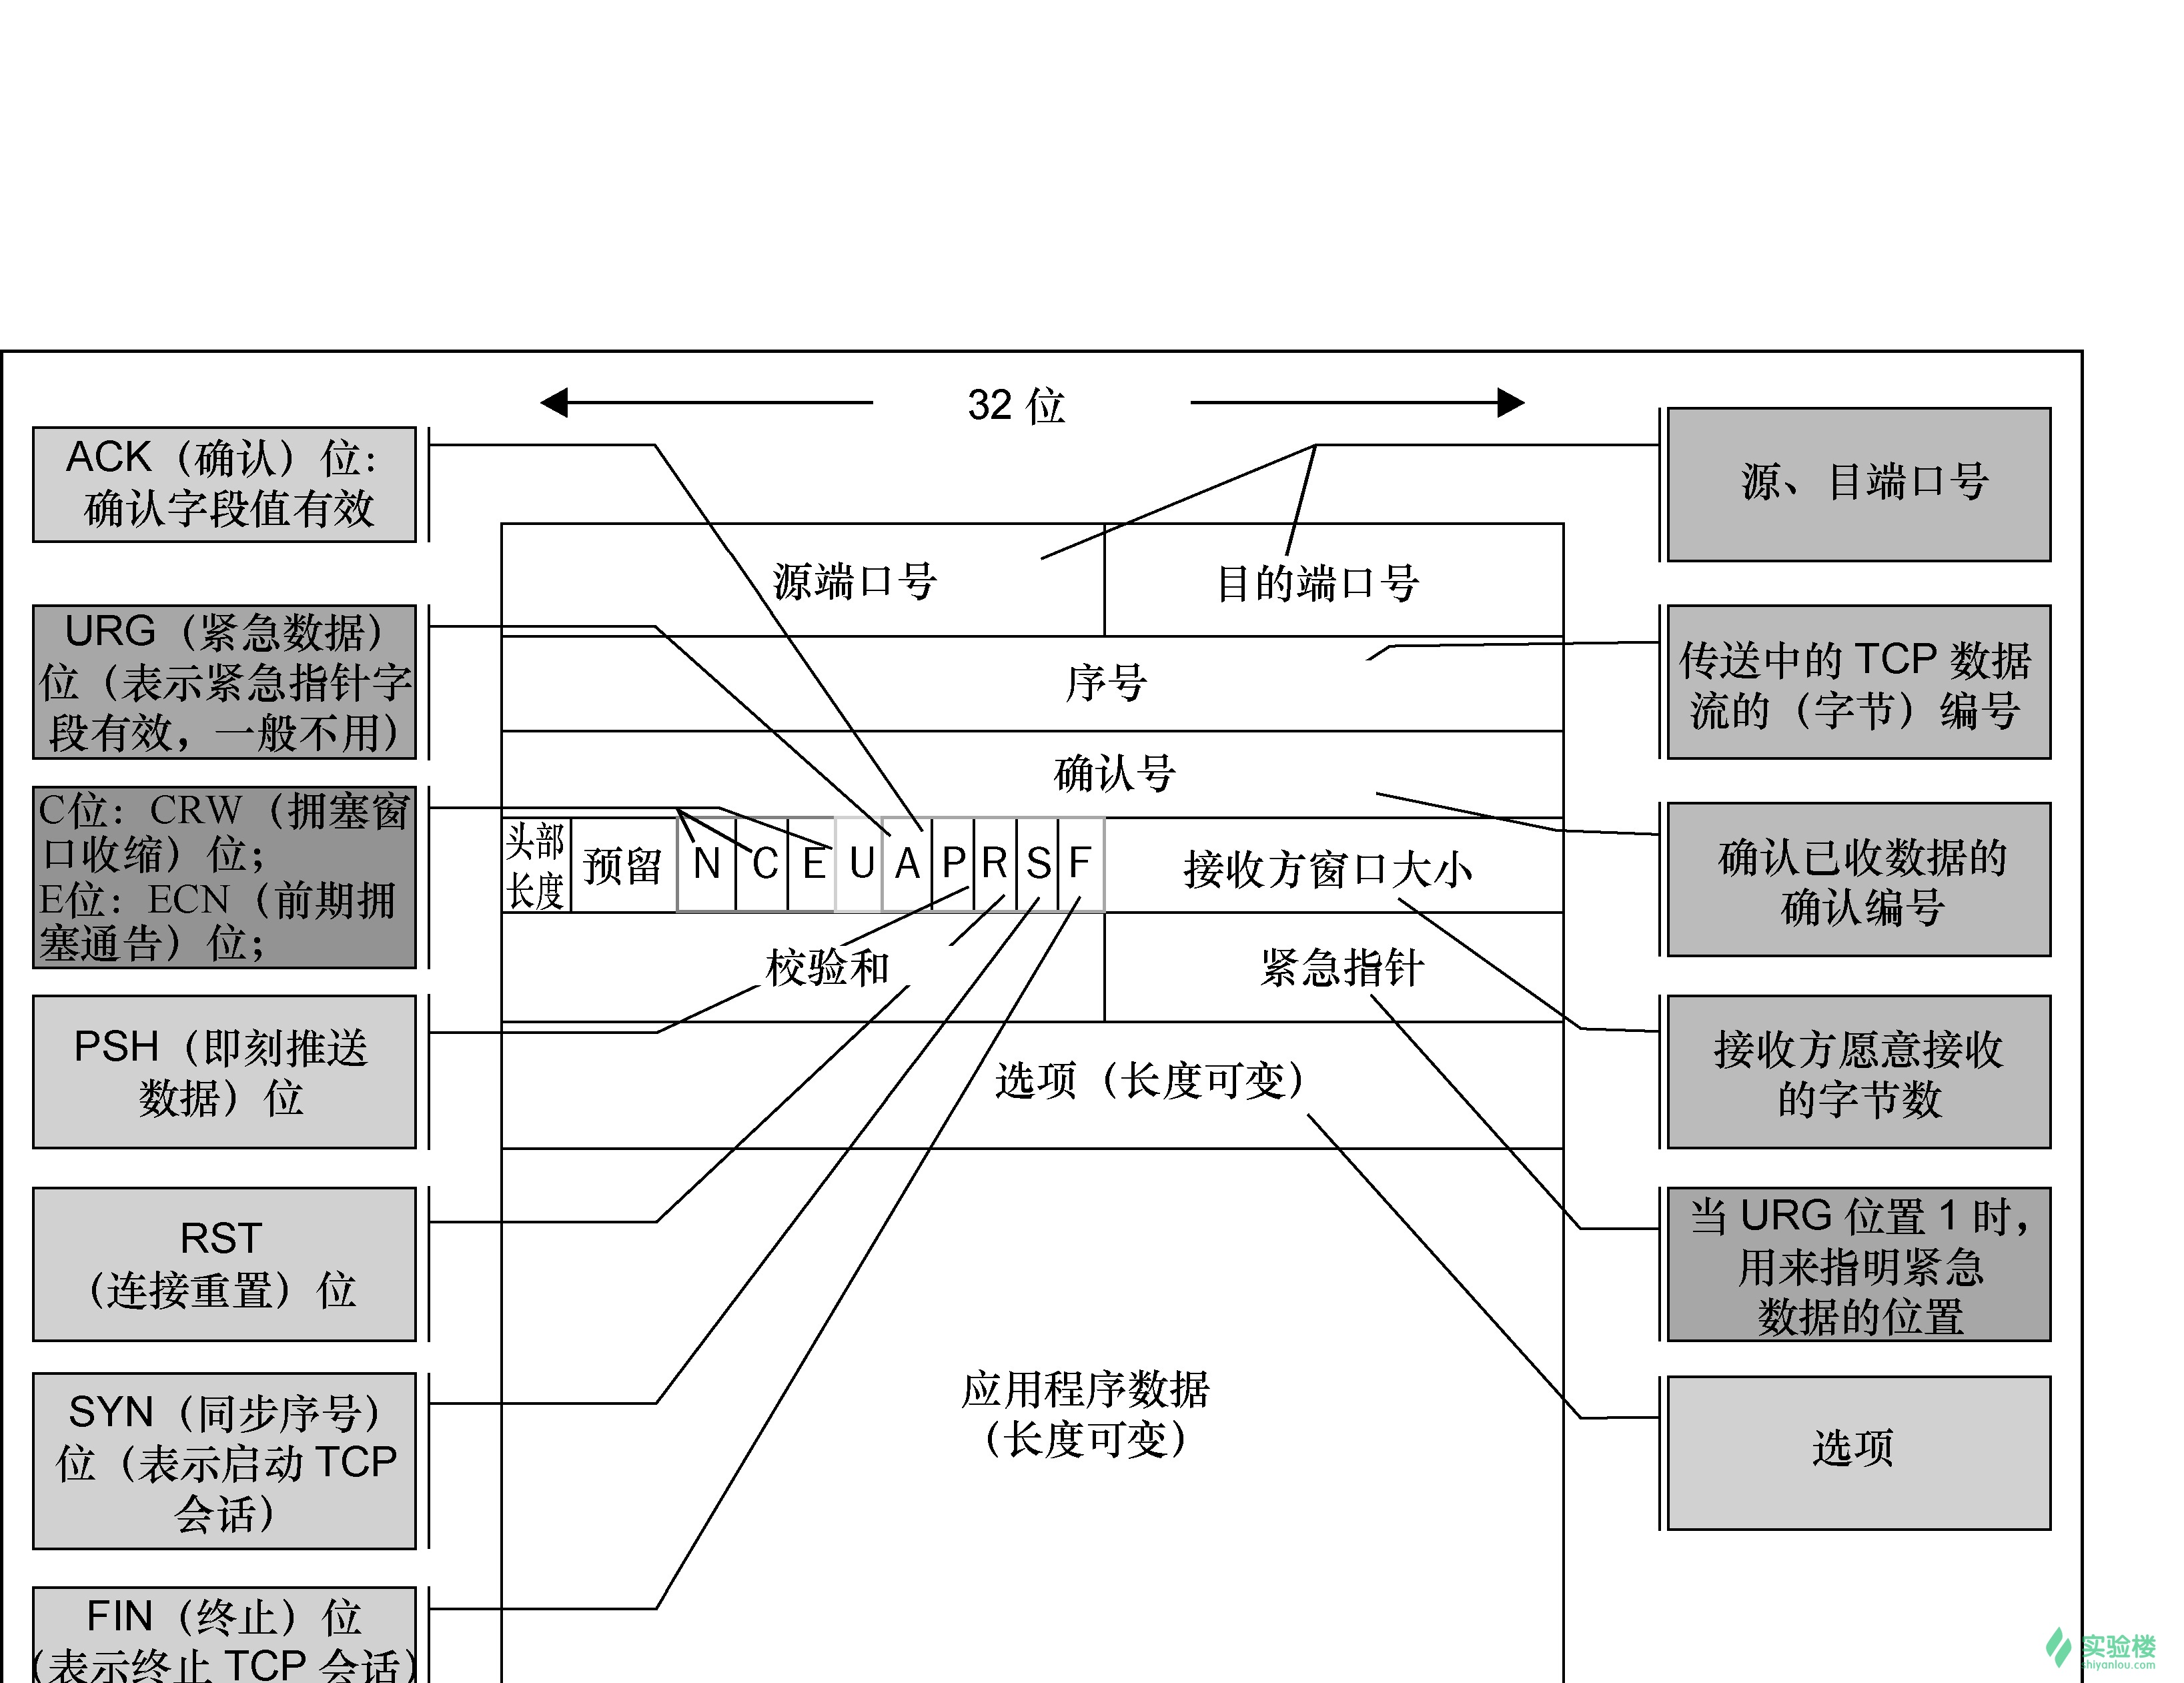 32 位
ACK（确认）位：
确认字段值有效
URG（紧急数据）
位（表示紧急指针字
段有效，一般不用）
C位：CRW（拥塞窗
口收缩）位；
E位：ECN（前期拥
塞通告）位；
PSH（即刻推送
数据）位
RST
（连接重置）位
SYN（同步序号）
位（表示启动 TCP
会话）
FIN（终止）位
（表示终止 TCP 会话）
源端口号
目的端口号
序号
确认号
头部
长度
预留
N
C
E
U
A
P
R
S
F
接收方窗口大小
校验和
紧急指针
选项（长度可变）
应用程序数据
（长度可变）
源、目端口号
传送中的 TCP 数据
流的（字节）编号
确认已收数据的
确认编号
接收方愿意接收
的字节数
当 URG 位置 1 时，
用来指明紧急
数据的位置
选项
实验楼
shiyanlou.com